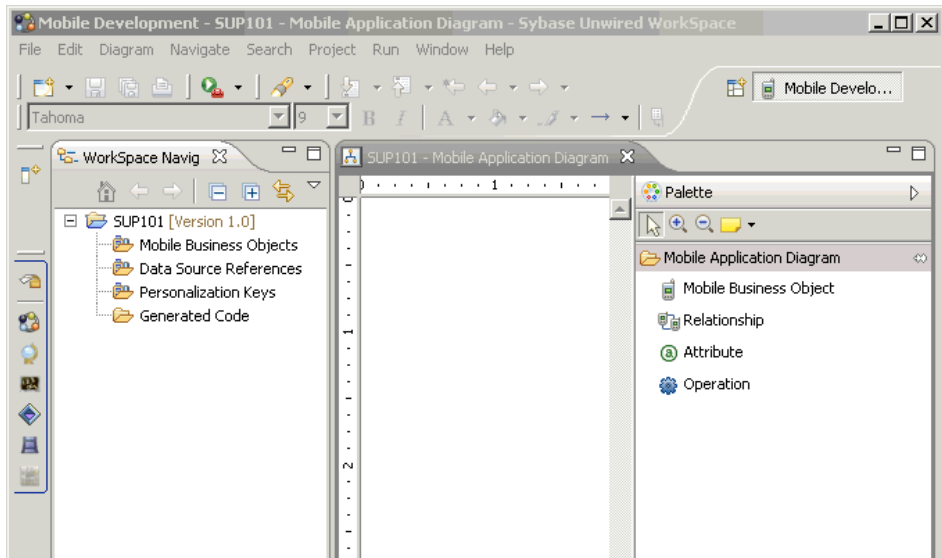 Mobile Development - SUP101 - Mobile Application Diagram - Sybase Unwired WorkSpace
File Edit Diagram Navigate Search Project Run Window Help
Mobile Develo...
Tahoma 9 B I A
WorkSpace Navig
SUP101 - Mobile Application Diagram
1
Palette
SUP101 [Version 1.0]
Mobile Business Objects
Data Source References
Personalization Keys
Generated Code
0
1
2
Mobile Application Diagram
Mobile Business Object
Relationship
a Attribute
Operation